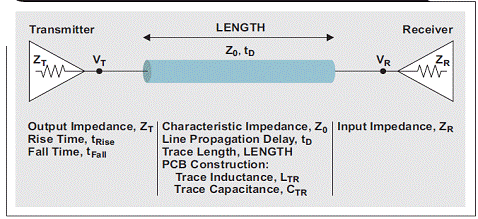 Transmitter
LENGTH
Receiver
Z0, tD
ZT
VT
VR
ZR
Output Impedance, ZT
Rise Time, tRise
Fall Time, tFall
Characteristic Impedance, Z0
Line Propagation Delay, tD
Trace Length, LENGTH
PCB Construction:
Trace Inductance, LTR
Trace Capacitance, CTR
Input Impedance, ZR